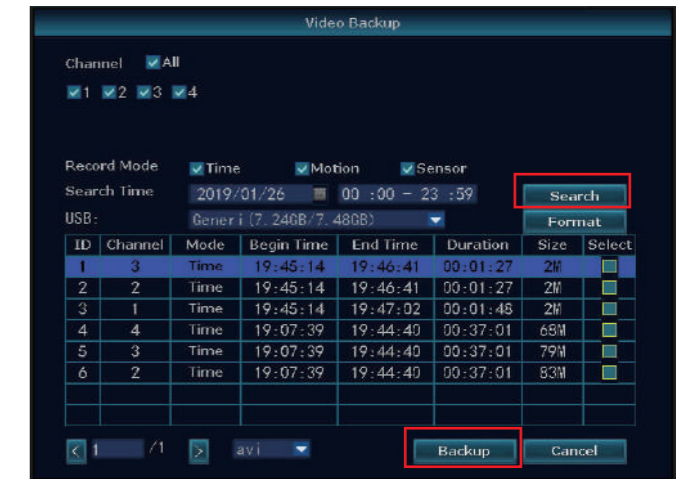 Video Backup
Channel All
1 2 3 4
Record Mode Time Motion Sensor
Search Time 2019/01/26 00 :00 - 23 :59 Search
USB: Generi(7.24GB/7.48GB) Format
ID Channel Mode Begin Time End Time Duration Size Select
1 3 Time 19:45:14 19:46:41 00:01:27 2M
2 2 Time 19:45:14 19:46:41 00:01:27 2M
3 1 Time 19:45:14 19:47:02 00:01:48 2M
4 4 Time 19:07:39 19:44:40 00:37:01 68M
5 3 Time 19:07:39 19:44:40 00:37:01 79M
6 2 Time 19:07:39 19:44:40 00:37:01 83M
< 1 /1 > avi Backup Cancel